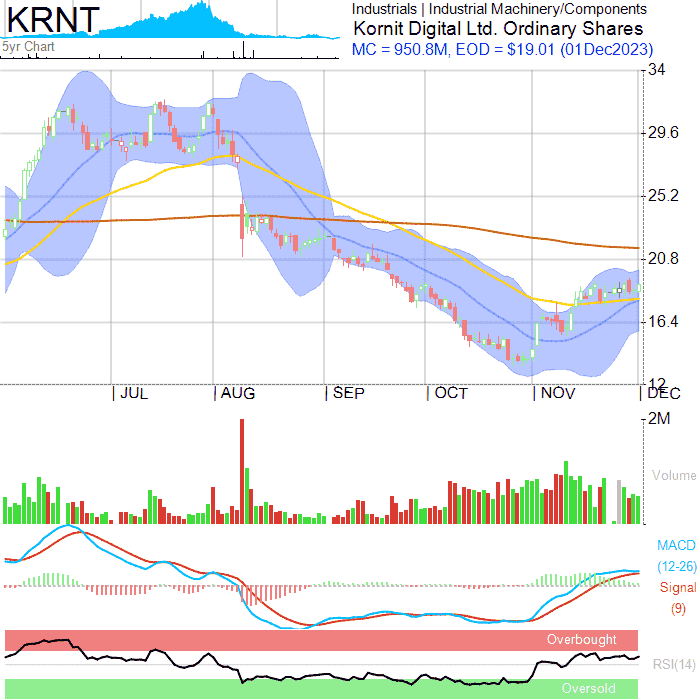 KRNT
5yr Chart
Industrials | Industrial Machinery/Components
Kornit Digital Ltd. Ordinary Shares
MC = 950.8M, EOD = $19.01 (01Dec2023)
34
29.6
25.2
20.8
16.4
12
JUL AUG SEP OCT NOV DEC
2M
Volume
MACD
(12-26)
Signal
(9)
Overbought
RSI(14)
Oversold